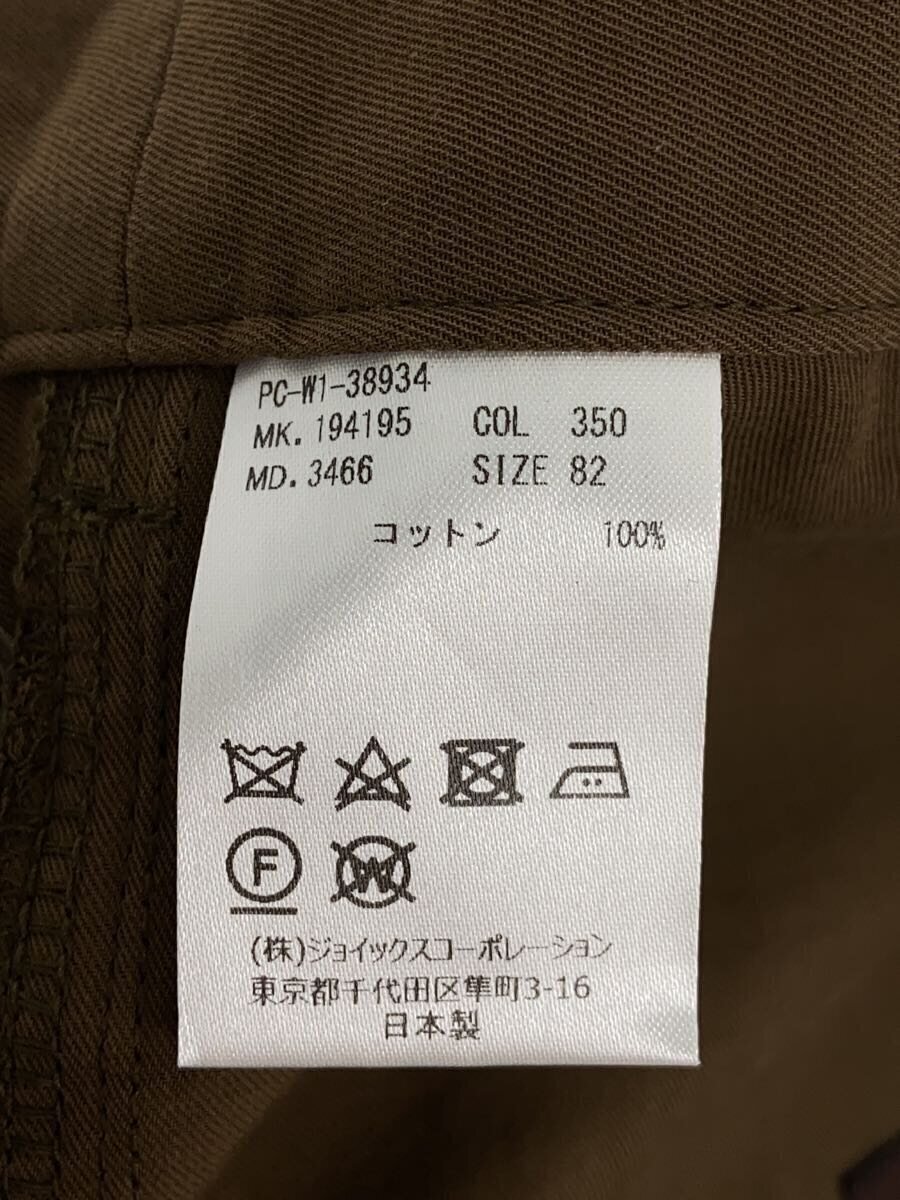 PC-W1-38934
MK. 194195 COL 350
MD. 3466 SIZE 82
コットン 100%
F W
(株)ジョイックスコーポレーション
東京都千代田区隼町3-16
日本製